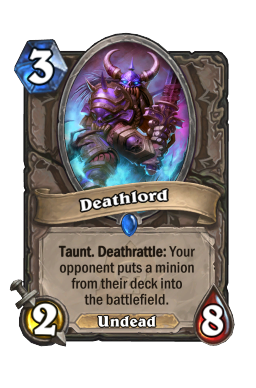 3
Deathlord
Taunt. Deathrattle: Your
opponent puts a minion
from their deck into
the battlefield.
2
Undead
8